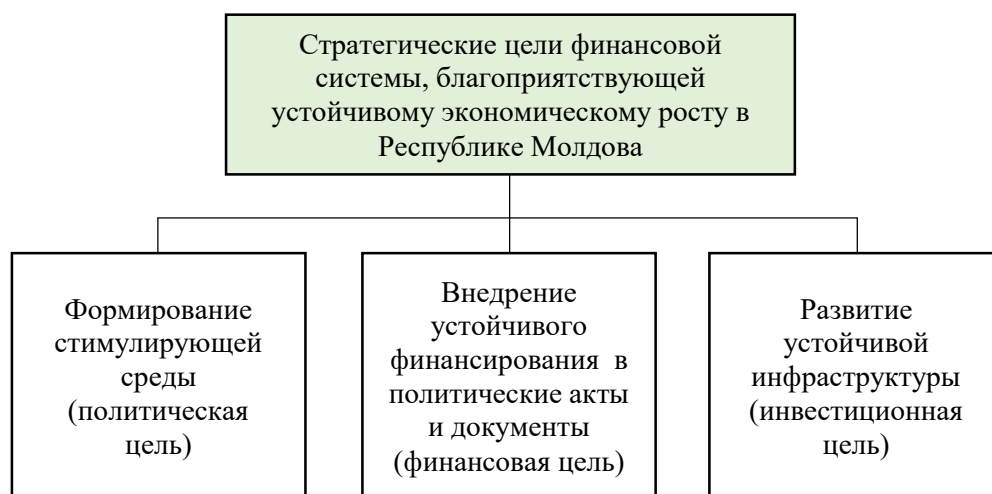 Стратегические цели финансовой
системы, благоприятствующей
устойчивому экономическому росту в
Республике Молдова
Формирование
стимулирующей
среды
(политическая
цель)
Внедрение
устойчивого
финансирования в
политические акты
и документы
(финансовая цель)
Развитие
устойчивой
инфраструктуры
(инвестиционная
цель)